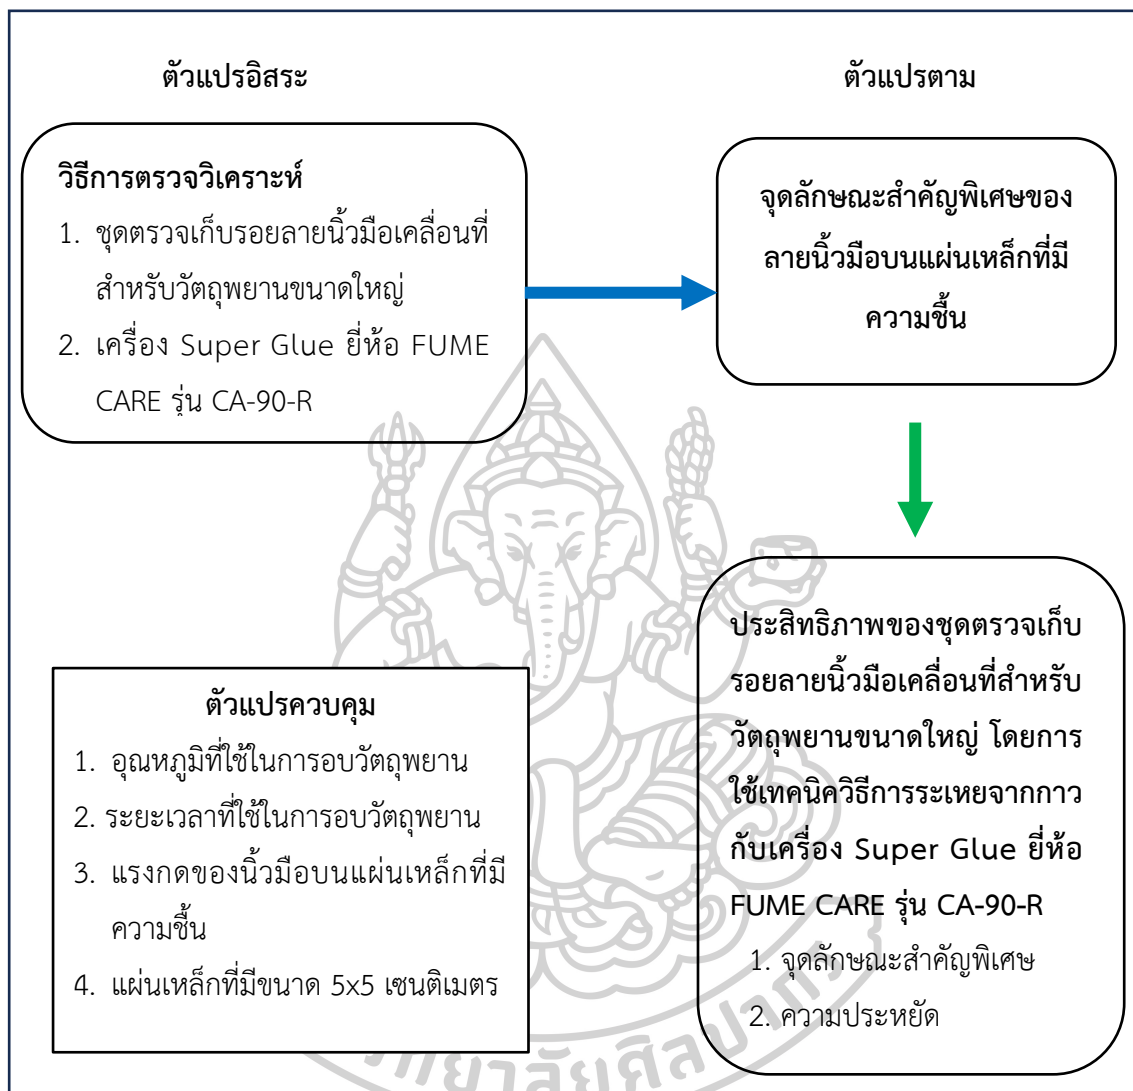 ตัวแปรอิสระ
ตัวแปรตาม
วิธีการตรวจวิเคราะห์
1. ชุดตรวจเก็บรอยลายนิ้วมือเคลื่อนที่
สำหรับวัตถุพยานขนาดใหญ่
2. เครื่อง Super Glue ยี่ห้อ FUME
CARE รุ่น CA-90-R
จุดลักษณะสำคัญพิเศษของ
ลายนิ้วมือบนแผ่นเหล็กที่มี
ความชื้น
ประสิทธิภาพของชุดตรวจเก็บ
รอยลายนิ้วมือเคลื่อนที่สำหรับ
วัตถุพยานขนาดใหญ่ โดยการ
ใช้เทคนิควิธีการระเหยจากกาว
กับเครื่อง Super Glue ยี่ห้อ
FUME CARE รุ่น CA-90-R
1. จุดลักษณะสำคัญพิเศษ
2. ความประหยัด
ตัวแปรควบคุม
1. อุณหภูมิที่ใช้ในการอบวัตถุพยาน
2. ระยะเวลาที่ใช้ในการอบวัตถุพยาน
3. แรงกดของนิ้วมือบนแผ่นเหล็กที่มี
ความชื้น
4. แผ่นเหล็กที่มีขนาด 5x5 เซนติเมตร